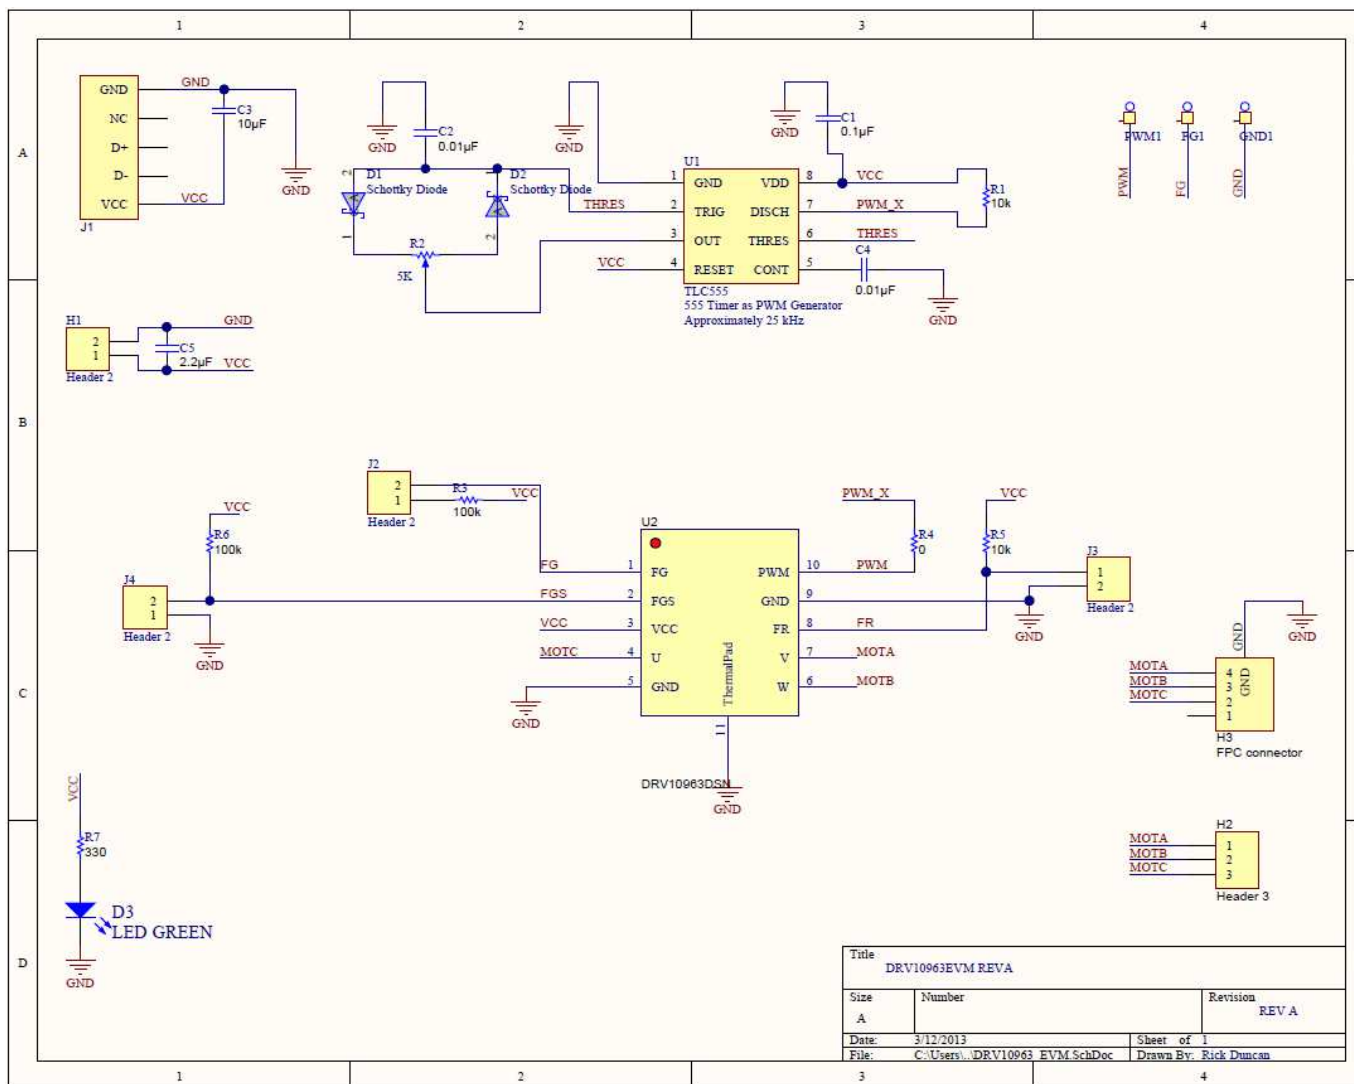 1 2 3 4
A
B
C
D
GND
NC
D+
D-
VCC
J1
GND
VCC
C3
10µF
GND
GND
C2
0.01µF
D1
Schottky Diode
2
1
D2
Schottky Diode
1
2
R2
5K
THRES
VCC
GND
GND
C1
0.1µF
U1
1 GND VDD 8 VCC
2 TRIG DISCH 7 PWM_X
3 OUT THRES 6 THRES
4 RESET CONT 5
R1
10k
C4
0.01µF
GND
TLC555
555 Timer as PWM Generator
Approximately 25 kHz
PWM1 FG1 GND1
PWM FG GND
H1
2
1
Header 2
GND
C5
2.2µF
VCC
J2
2
1
Header 2
R3
100k
VCC
VCC
R6
100k
J4
2
1
Header 2
GND
U2
FG 1 FG PWM 10 PWM
FGS 2 FGS GND 9
VCC 3 VCC FR 8 FR
MOTC 4 U V 7 MOTA
5 GND W 6 MOTB
ThermalPad
11
GND
DRV10963DSN
GND
PWM_X
R4
0
VCC
R5
10k
J3
1
2
Header 2
GND
GND
GND
MOTA 4
MOTB 3
MOTC 2
1
GND
H3
FPC connector
H2
MOTA 1
MOTB 2
MOTC 3
Header 3
VCC
R7
330
D3
LED GREEN
GND
Title
DRV10963EVM REVA
Size Number Revision
A REV A
Date: 3/12/2013 Sheet of 1
File: C:\Users\..\DRV10963_EVM.SchDoc Drawn By: Rick Duncan
A
B
C
D
1 2 3 4